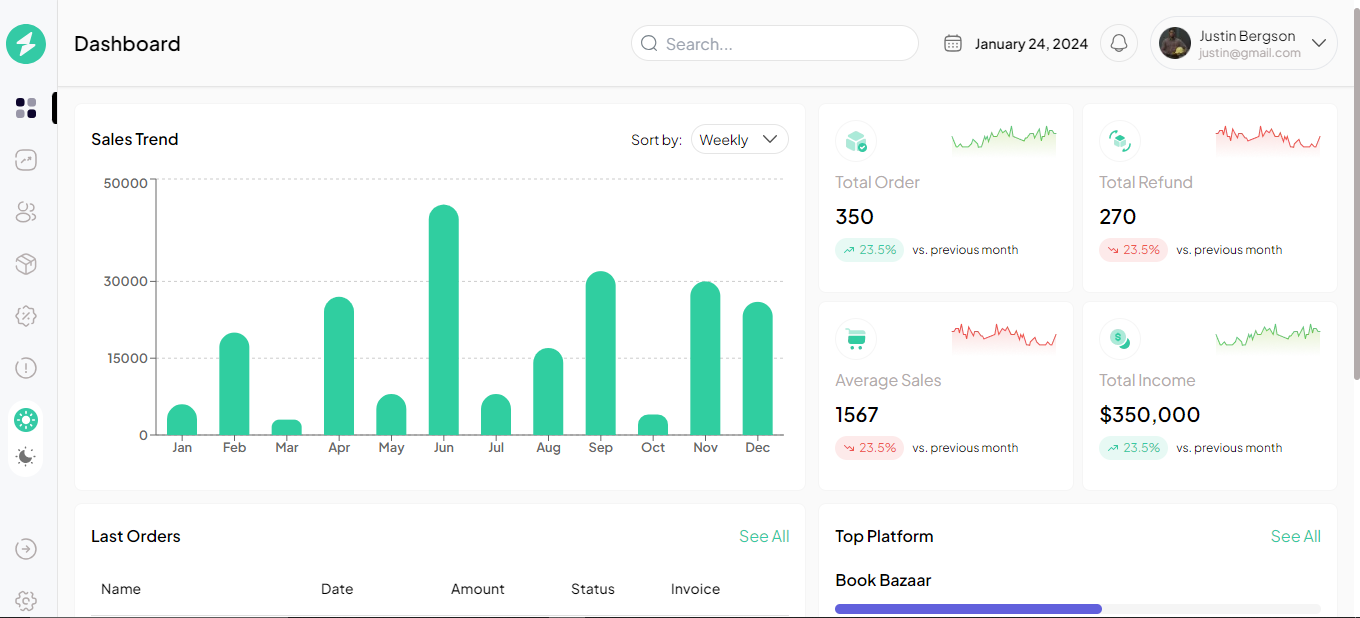 Dashboard
Search...
January 24, 2024
Justin Bergson
justin@gmail.com
Sales Trend
Sort by:
Weekly
50000
30000
15000
0
Jan Feb Mar Apr May Jun Jul Aug Sep Oct Nov Dec
Total Order
350
23.5% vs. previous month
Total Refund
270
23.5% vs. previous month
Average Sales
1567
23.5% vs. previous month
Total Income
$350,000
23.5% vs. previous month
Last Orders
See All
Name Date Amount Status Invoice
Top Platform
See All
Book Bazaar